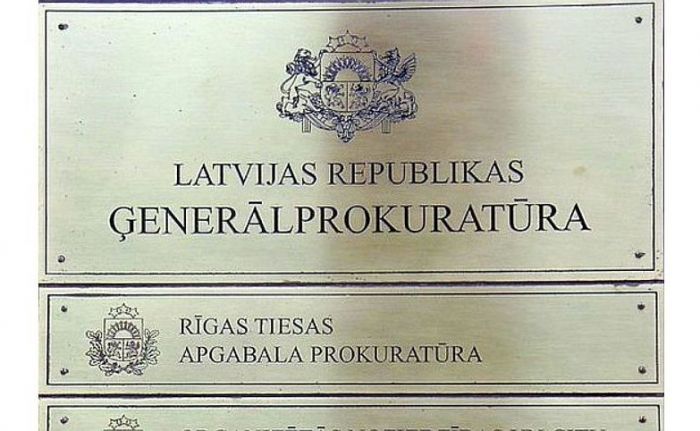 LATVIJAS REPUBLIKAS
ĢENERĀLPROKURATŪRA
RĪGAS TIESAS
APGABALA PROKURATŪRA